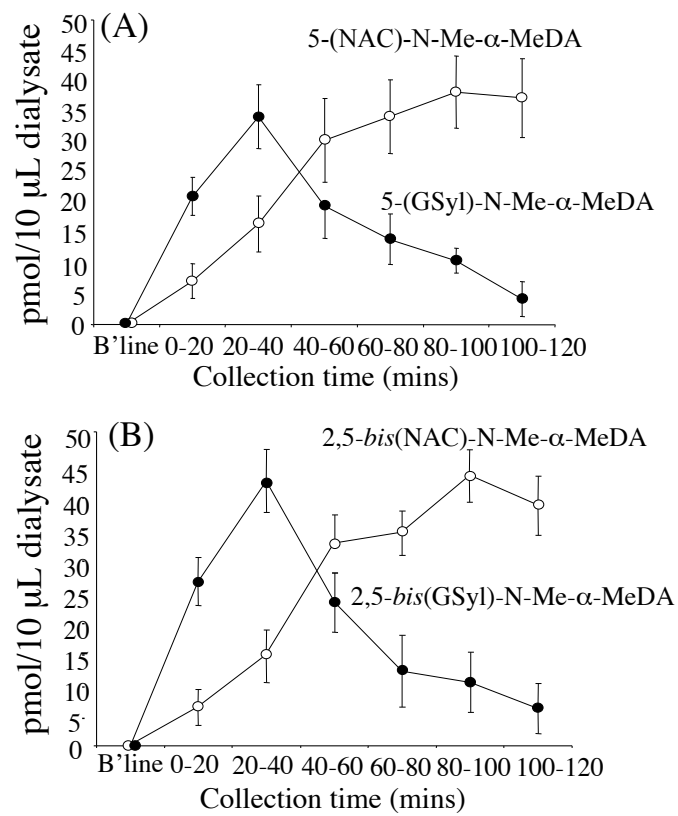 (A)
5-(NAC)-N-Me-α-MeDA
5-(GSyl)-N-Me-α-MeDA
pmol/10 μL dialysate
50
45
40
35
30
25
20
15
10
5
0
B'line 0-20 20-40 40-60 60-80 80-100 100-120
Collection time (mins)
(B)
2,5-bis(NAC)-N-Me-α-MeDA
2,5-bis(GSyl)-N-Me-α-MeDA
pmol/10 μL dialysate
50
45
40
35
30
25
20
15
10
5
0
B'line 0-20 20-40 40-60 60-80 80-100 100-120
Collection time (mins)